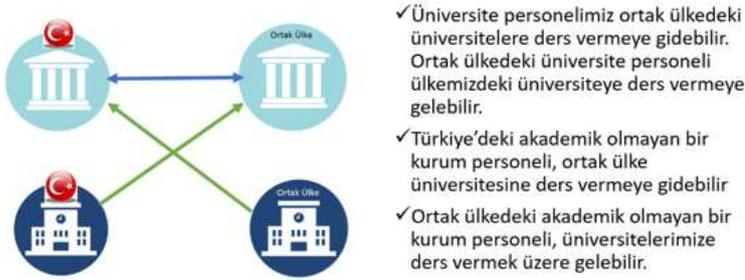 Ortak Ülke
Ortak Ülke
✓Üniversite personelimiz ortak ülkedeki
üniversitelere ders vermeye gidebilir.
Ortak ülkedeki üniversite personeli
ülkemizdeki üniversiteye ders vermeye
gelebilir.
✓Türkiye'deki akademik olmayan bir
kurum personeli, ortak ülke
üniversitesine ders vermeye gidebilir
✓Ortak ülkedeki akademik olmayan bir
kurum personeli, üniversitelerimize
ders vermek üzere gelebilir.